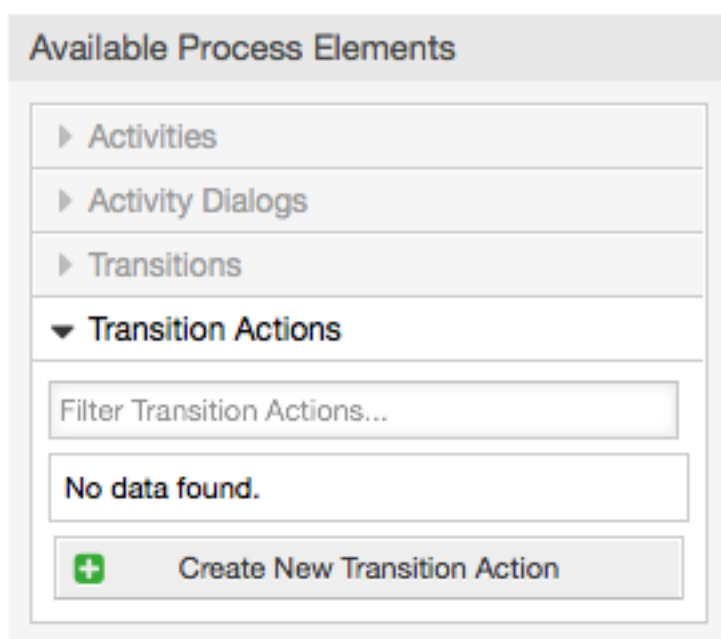 Available Process Elements
Activities
Activity Dialogs
Transitions
Transition Actions
Filter Transition Actions...
No data found.
Create New Transition Action